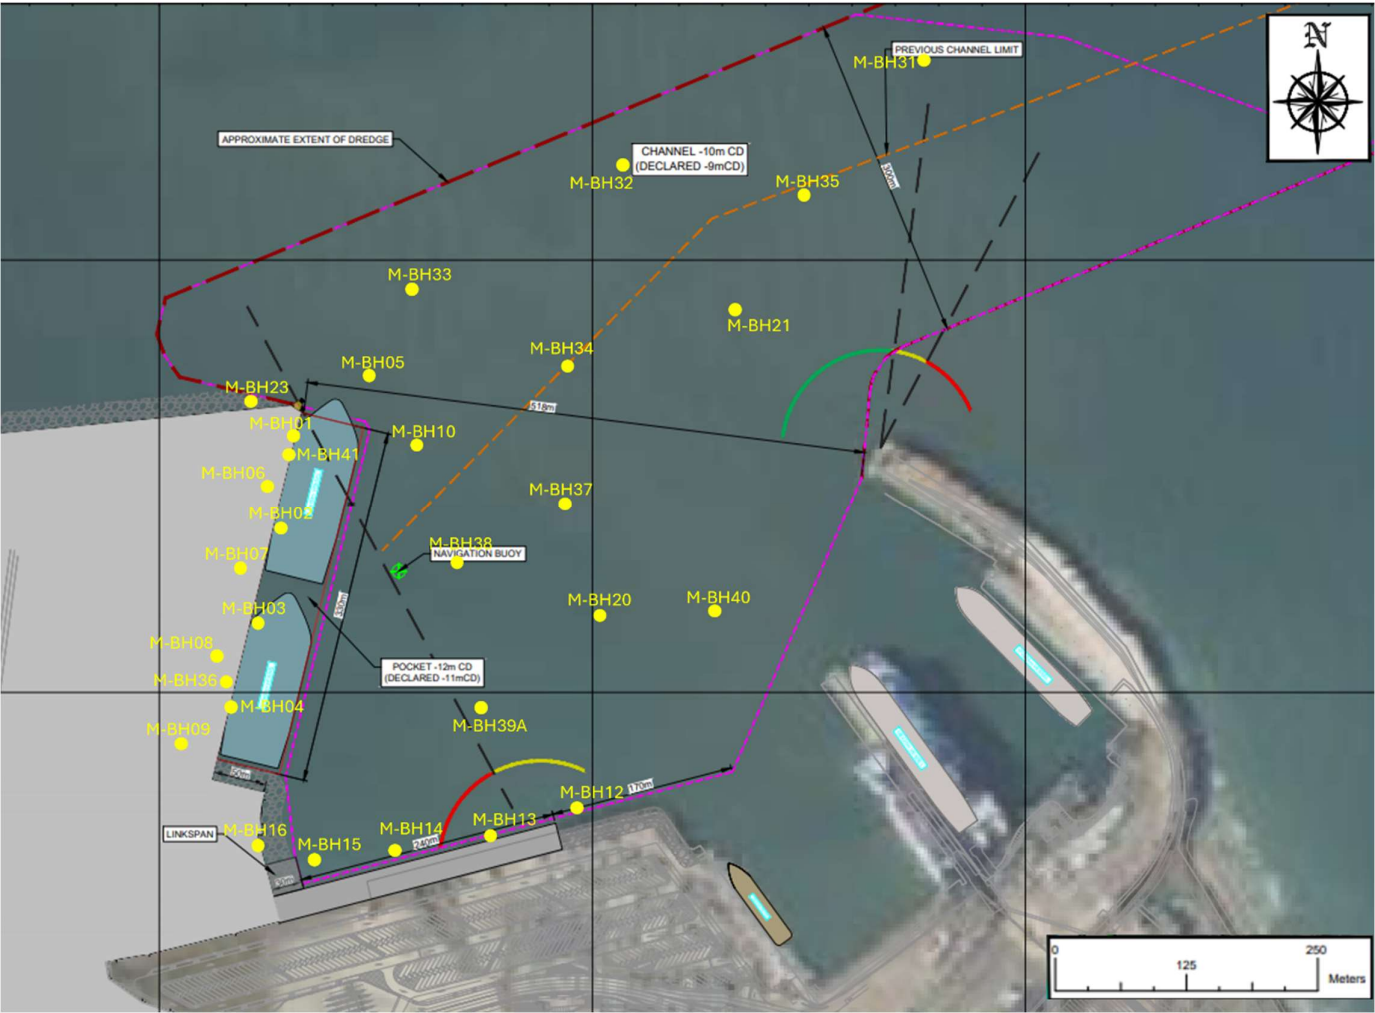 N
PREVIOUS CHANNEL LIMIT
M-BH31
APPROXIMATE EXTENT OF DREDGE
CHANNEL -10m CD
(DECLARED -9mCD)
M-BH32
M-BH35
300m
M-BH33
M-BH21
M-BH34
M-BH05
M-BH23
518m
M-BH01
M-BH10
M-BH41
M-BH06
M-BH37
M-BH02
M-BH38
NAVIGATION BUOY
M-BH07
M-BH20
M-BH40
M-BH03
330m
M-BH08
POCKET -12m CD
(DECLARED -11mCD)
M-BH36
M-BH04
M-BH39A
M-BH09
50m
170m
M-BH12
M-BH13
M-BH14
M-BH16
LINKSPAN
240m
M-BH15
30m
0
250
125
Meters